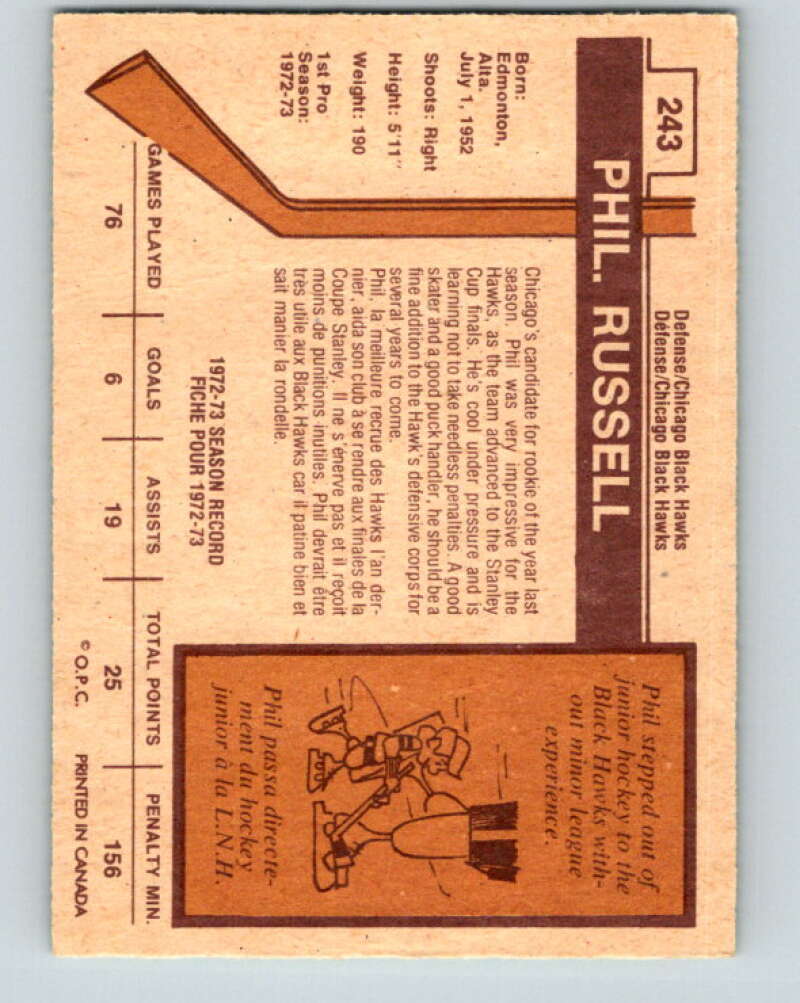 243
Defense/Chicago Black Hawks
Défense/Chicago Black Hawks
PHIL. RUSSELL
Born:
Edmonton,
Alta.
July 1, 1952
Shoots: Right
Height: 5'11"
Weight: 190
1st Pro
Season:
1972-73
Chicago's candidate for rookie of the year last
season. Phil was very impressive for the
Hawks, as the team advanced to the Stanley
Cup finals. He's cool under pressure and is
learning not to take needless penalties. A good
skater and a good puck handler, he should be a
fine addition to the Hawk's defensive corps for
several years to come.
Phil, la meilleure recrue des Hawks l'an der-
nier, aida son club à se rendre aux finales de la
Coupe Stanley. Il ne s'énerve pas et il reçoit
moins de punitions inutiles. Phil devrait être
très utile aux Black Hawks car il patine bien et
sait manier la rondelle.
Phil stepped out of
junior hockey to the
Black Hawks with-
out minor league
experience.
Phil passa directe-
ment du hockey
junior à la L.N.H.
1972-73 SEASON RECORD
FICHE POUR 1972-73
GAMES PLAYED GOALS ASSISTS TOTAL POINTS PENALTY MIN.
76 6 19 25 156
© O.P.C. PRINTED IN CANADA